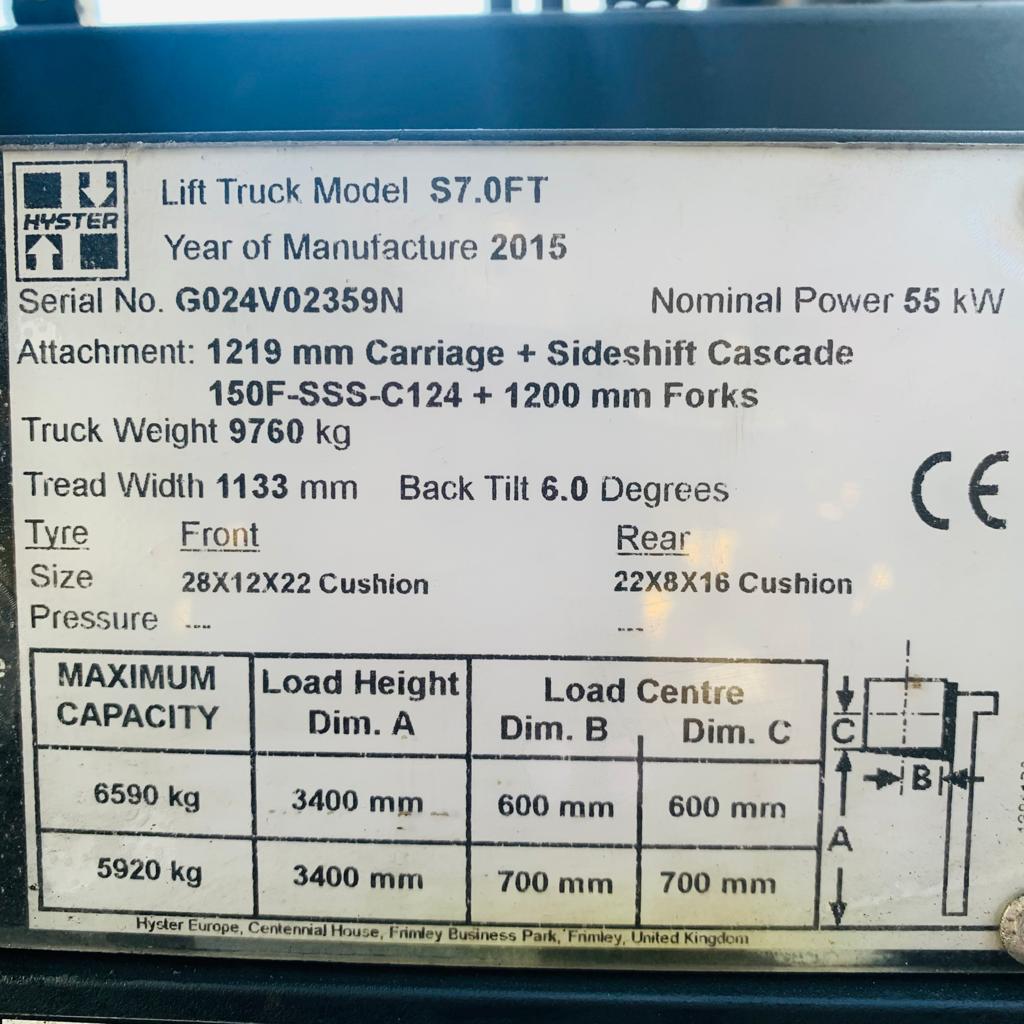 HYSTER
Lift Truck Model S7.0FT
Year of Manufacture 2015
Serial No. G024V02359N Nominal Power 55 kW
Attachment: 1219 mm Carriage + Sideshift Cascade
150F-SSS-C124 + 1200 mm Forks
Truck Weight 9760 kg
Tread Width 1133 mm Back Tilt 6.0 Degrees
CE
Tyre Front Rear
Size 28X12X22 Cushion 22X8X16 Cushion
Pressure --- ---
MAXIMUM CAPACITY Load Height Dim. A Load Centre Dim. B Dim. C
6590 kg 3400 mm 600 mm 600 mm
5920 kg 3400 mm 700 mm 700 mm
C
B
A
Hyster Europe, Centennial House, Frimley Business Park, Frimley, United Kingdom